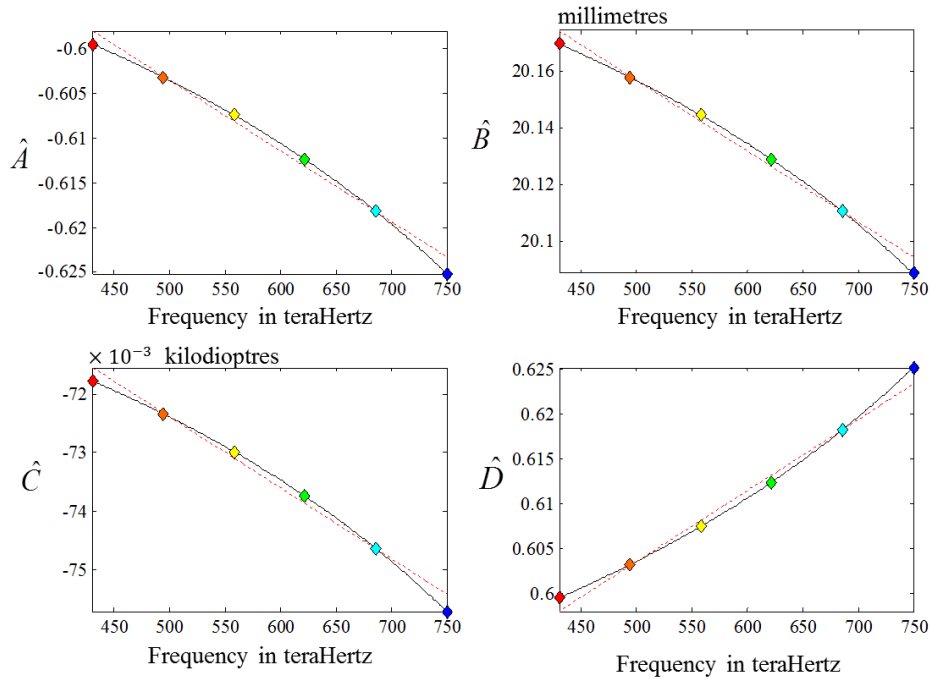 millimetres
-0.6
-0.605
-0.61
-0.615
-0.62
-0.625
Â
450 500 550 600 650 700 750
Frequency in teraHertz
20.16
20.14
20.12
20.1
B̂
450 500 550 600 650 700 750
Frequency in teraHertz
× 10⁻³ kilodioptres
-72
-73
-74
-75
Ĉ
450 500 550 600 650 700 750
Frequency in teraHertz
0.625
0.62
0.615
0.61
0.605
0.6
D̂
450 500 550 600 650 700 750
Frequency in teraHertz